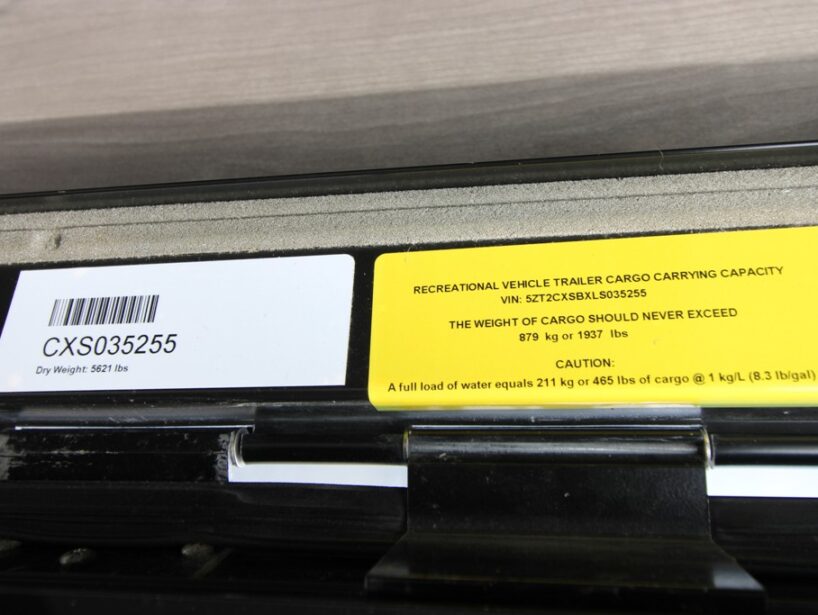 CXS035255
Dry Weight: 5621 lbs
RECREATIONAL VEHICLE TRAILER CARGO CARRYING CAPACITY
VIN: 5ZT2CXSBXLS035255
THE WEIGHT OF CARGO SHOULD NEVER EXCEED
879 kg or 1937 lbs
CAUTION:
A full load of water equals 211 kg or 465 lbs of cargo @ 1 kg/L (8.3 lb/gal)